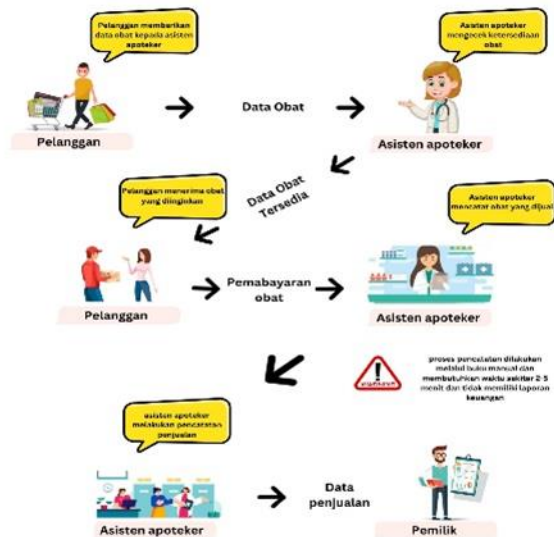 Pelanggan memberikan
data obat kepada asisten
apoteker
Asisten apoteker
mengecek ketersediaan
obat
Data Obat
Pelanggan
Asisten apoteker
Pelanggan menerima obat
yang diinginkan
Data Obat
Tersedia
Asisten apoteker
mencatat obat yang dijual
Pemabayaran
obat
Pelanggan
Asisten apoteker
proses pencatatan dilakukan
melalui buku manual dan
membutuhkan waktu sekitar 2-5
menit dan tidak memiliki laporan
keuangan
asisten apoteker
melakukan pencatatan
penjualan
Data
penjualan
Asisten apoteker
Pemilik